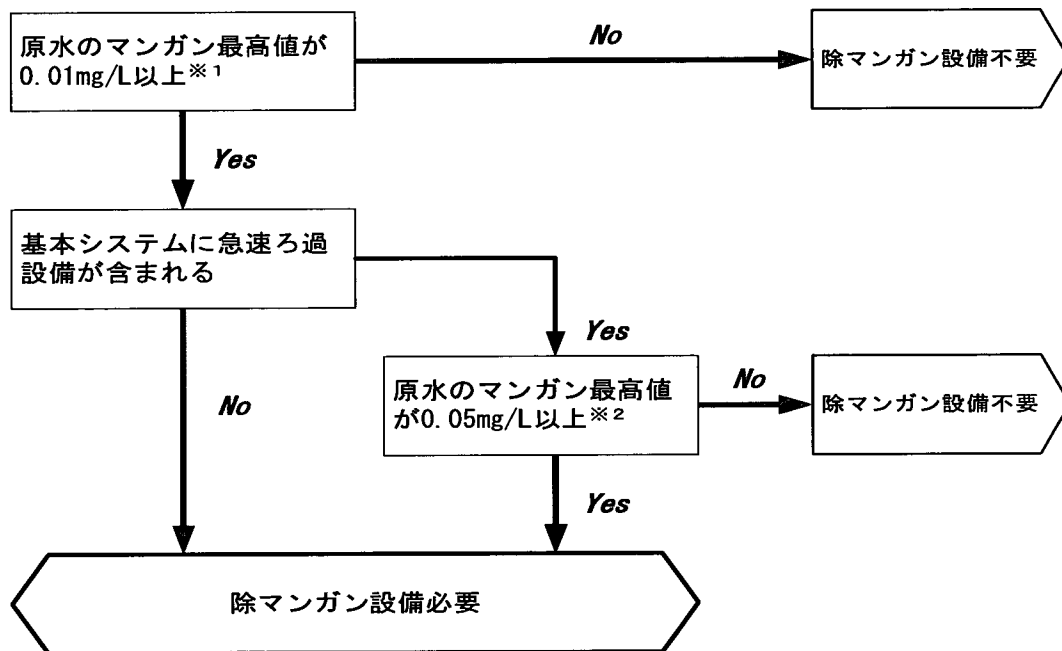 原水のマンガン最高値が
0.01mg/L以上※1
No
除マンガン設備不要
Yes
基本システムに急速ろ過
設備が含まれる
Yes
No
原水のマンガン最高値
が0.05mg/L以上※2
No
除マンガン設備不要
Yes
除マンガン設備必要